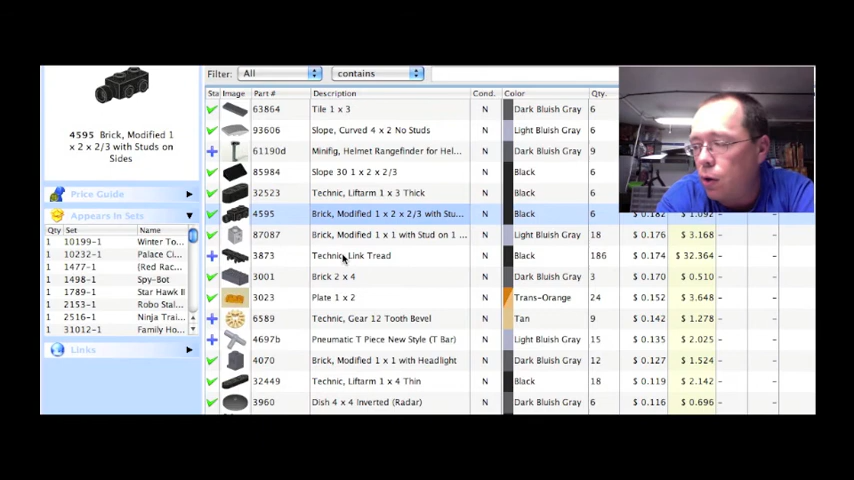 Filter: All contains
Sta Image Part # Description Cond. Color Qty.
63864 Tile 1 x 3 N Dark Bluish Gray 6
93606 Slope, Curved 4 x 2 No Studs N Light Bluish Gray 6
61190d Minifig, Helmet Rangefinder for Hel... N Dark Bluish Gray 9
85984 Slope 30 1 x 2 x 2/3 N Black 6
32523 Technic, Liftarm 1 x 3 Thick N Black 6
4595 Brick, Modified 1 x 2 x 2/3 with Stu... N Black 6 0.182 $ 1.092 - -
87087 Brick, Modified 1 x 1 with Stud on 1 ... N Light Bluish Gray 18 $ 0.176 $ 3.168 - -
3873 Technic, Link Tread N Black 186 $ 0.174 $ 32.364 - -
3001 Brick 2 x 4 N Dark Bluish Gray 3 $ 0.170 $ 0.510 - -
3023 Plate 1 x 2 N Trans-Orange 24 $ 0.152 $ 3.648 - -
6589 Technic, Gear 12 Tooth Bevel N Tan 9 $ 0.142 $ 1.278 - -
4697b Pneumatic T Piece New Style (T Bar) N Light Bluish Gray 15 $ 0.135 $ 2.025 - -
4070 Brick, Modified 1 x 1 with Headlight N Dark Bluish Gray 12 $ 0.127 $ 1.524 - -
32449 Technic, Liftarm 1 x 4 Thin N Black 18 $ 0.119 $ 2.142 - -
3960 Dish 4 x 4 Inverted (Radar) N Dark Bluish Gray 6 $ 0.116 $ 0.696 - -
4595 Brick, Modified 1
x 2 x 2/3 with Studs on
Sides
Price Guide
Appears In Sets
Qty Set Name
1 10199-1 Winter To...
1 10232-1 Palace Ci...
1 1477-1 {Red Rac...
1 1498-1 Spy-Bot
1 1789-1 Star Hawk II
1 2153-1 Robo Stal...
1 2516-1 Ninja Trai...
1 31012-1 Family Ho...
Links